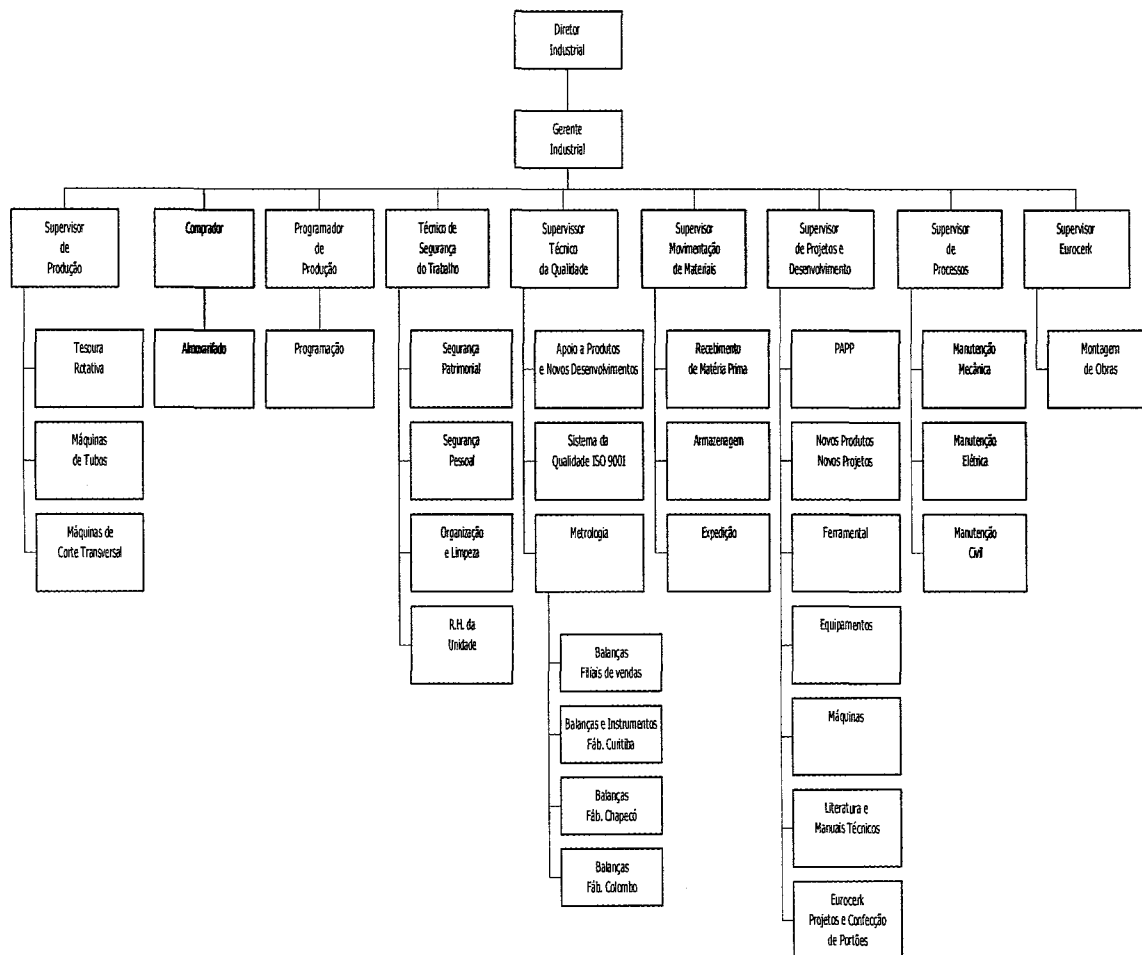 Diretor
Industrial
Gerente
Industrial
Supervisor
de
Produção
Comprador
Programador
de
Produção
Técnico de
Segurança
do Trabalho
Supervissor
Técnico
da Qualidade
Supervisor
Movimentação
de Materiais
Supervisor
de Projetos e
Desenvolvimento
Supervisor
de
Processos
Supervisor
Eurocerk
Tesoura
Rotativa
Máquinas
de Tubos
Máquinas de
Corte Transversal
Almoxarifado
Programação
Segurança
Patrimonial
Segurança
Pessoal
Organização
e Limpeza
R.H. da
Unidade
Apoio a Produtos
e Novos Desenvolvimentos
Sistema da
Qualidade ISO 9001
Metrologia
Balanças
Filiais de vendas
Balanças e Instrumentos
Fáb. Curitiba
Balanças
Fáb. Chapecó
Balanças
Fáb. Colombo
Recebimento
de Matéria Prima
Armazenagem
Expedição
PAPP
Novos Produtos
Novos Projetos
Ferramental
Equipamentos
Máquinas
Literatura e
Manuais Técnicos
Eurocerk
Projetos e Confecção
de Portões
Manutenção
Mecânica
Manutenção
Elétrica
Manutenção
Civil
Montagem
de Obras